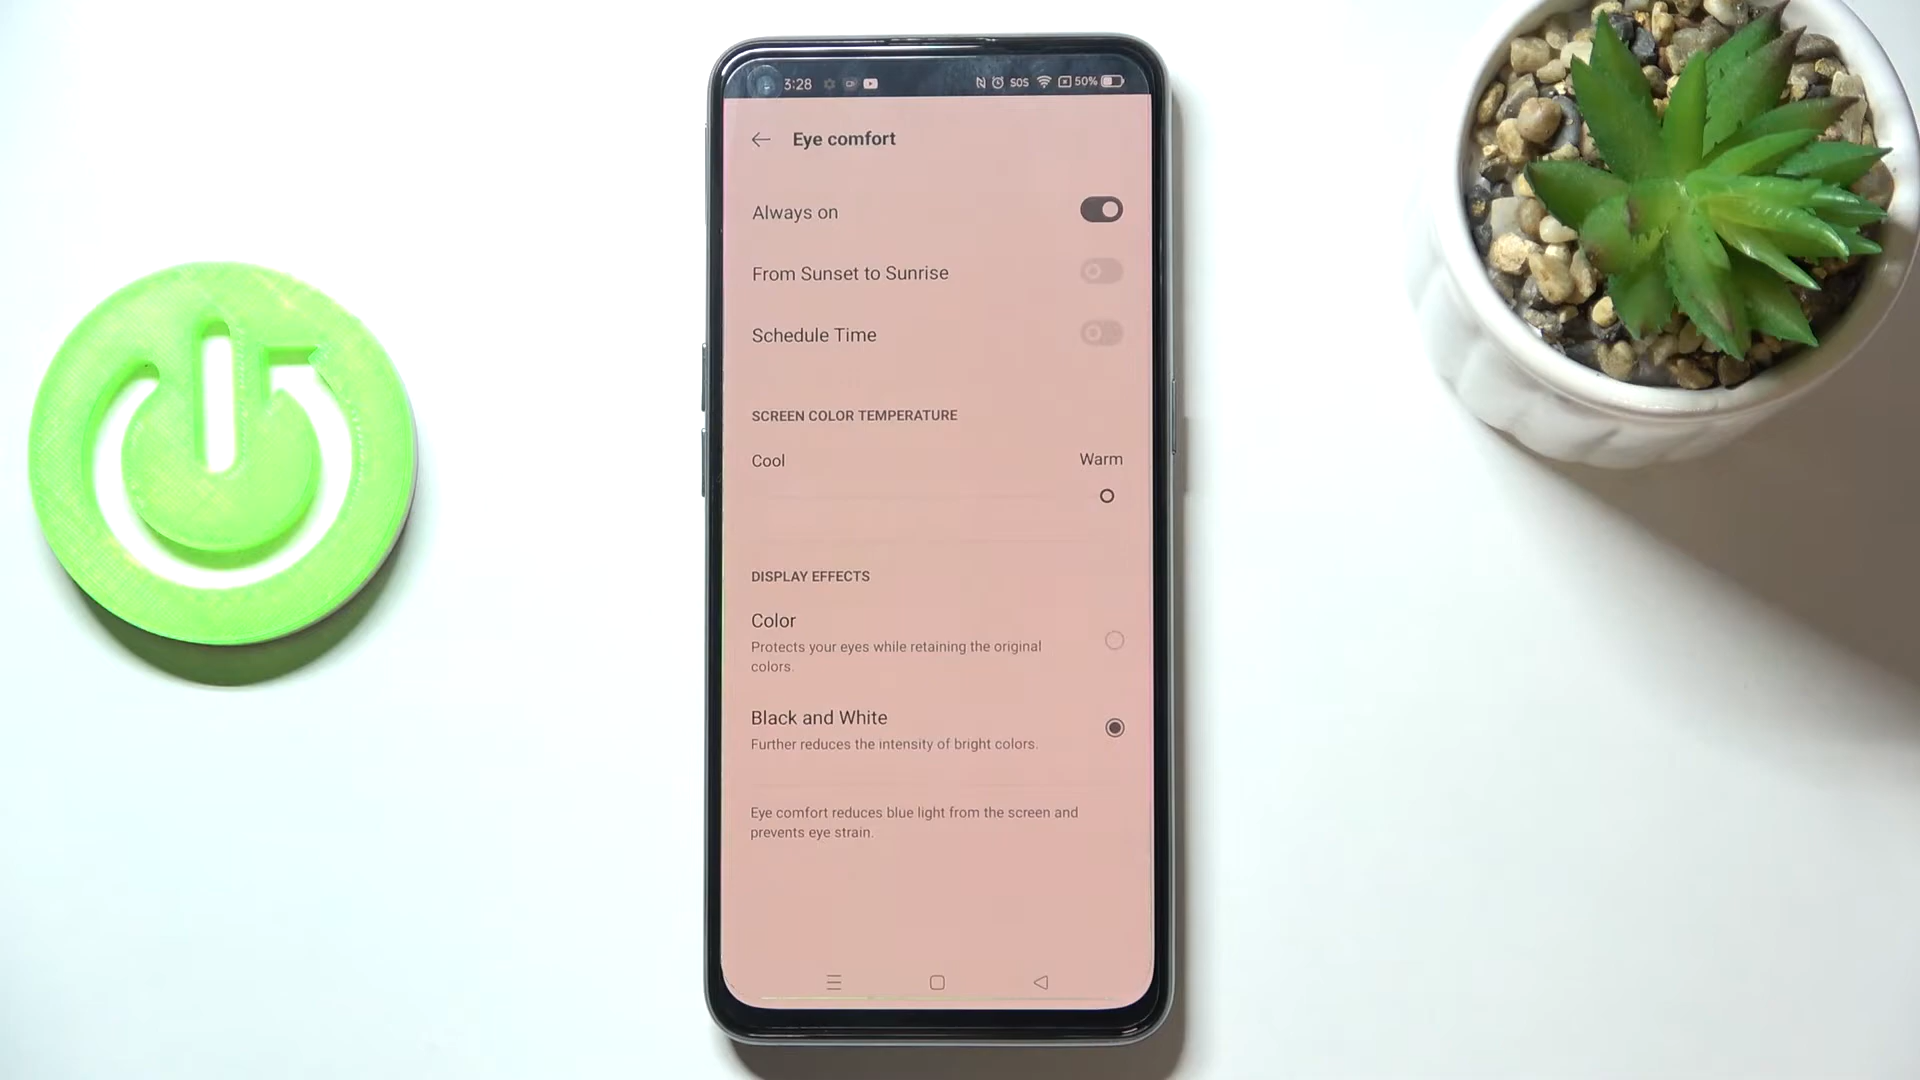 3:28 SOS 50%
Eye comfort
Always on
From Sunset to Sunrise
Schedule Time
SCREEN COLOR TEMPERATURE
Cool Warm
DISPLAY EFFECTS
Color
Protects your eyes while retaining the original
colors.
Black and White
Further reduces the intensity of bright colors.
Eye comfort reduces blue light from the screen and
prevents eye strain.